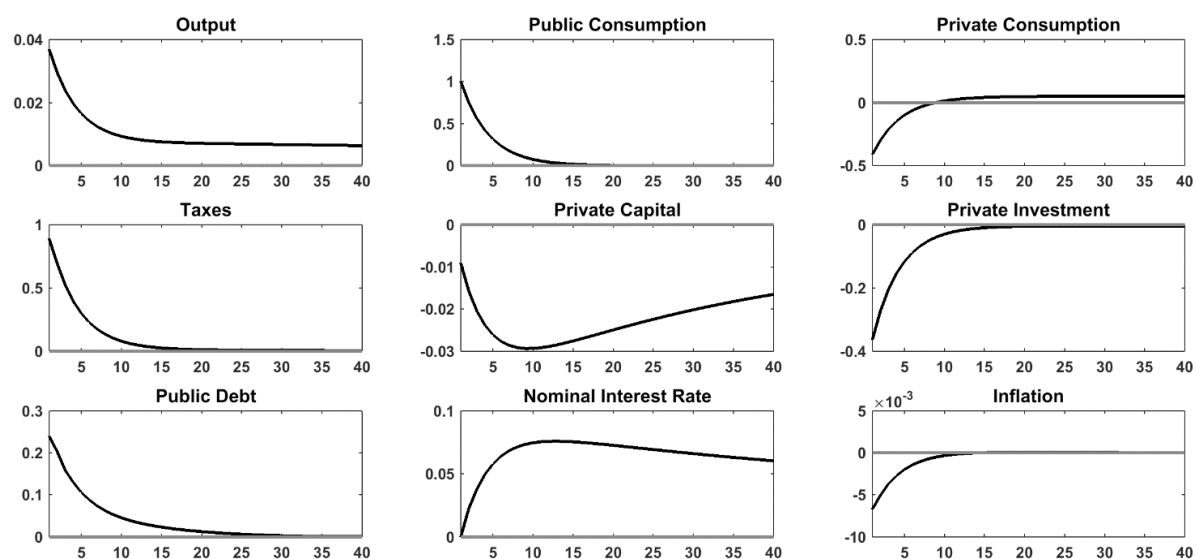 Output
0.04
0.02
0
5 10 15 20 25 30 35 40
Public Consumption
1.5
1
0.5
0
5 10 15 20 25 30 35 40
Private Consumption
0.5
0
-0.5
5 10 15 20 25 30 35 40
Taxes
1
0.5
0
5 10 15 20 25 30 35 40
Private Capital
0
-0.01
-0.02
-0.03
5 10 15 20 25 30 35 40
Private Investment
0
-0.2
-0.4
5 10 15 20 25 30 35 40
Public Debt
0.3
0.2
0.1
0
5 10 15 20 25 30 35 40
Nominal Interest Rate
0.1
0.05
0
5 10 15 20 25 30 35 40
Inflation
×10⁻³
5
0
-5
-10
5 10 15 20 25 30 35 40